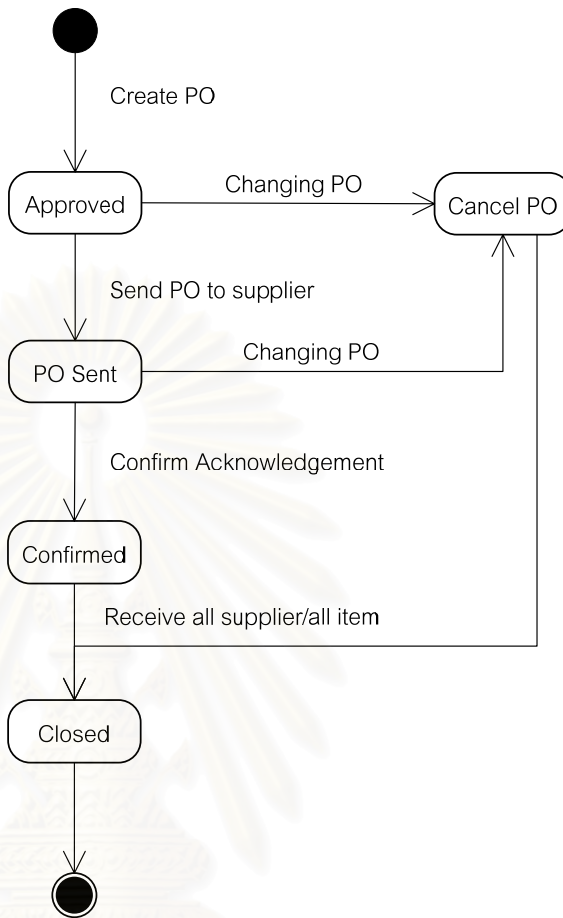 Create PO
Approved
Changing PO
Cancel PO
Send PO to supplier
PO Sent
Changing PO
Confirm Acknowledgement
Confirmed
Receive all supplier/all item
Closed